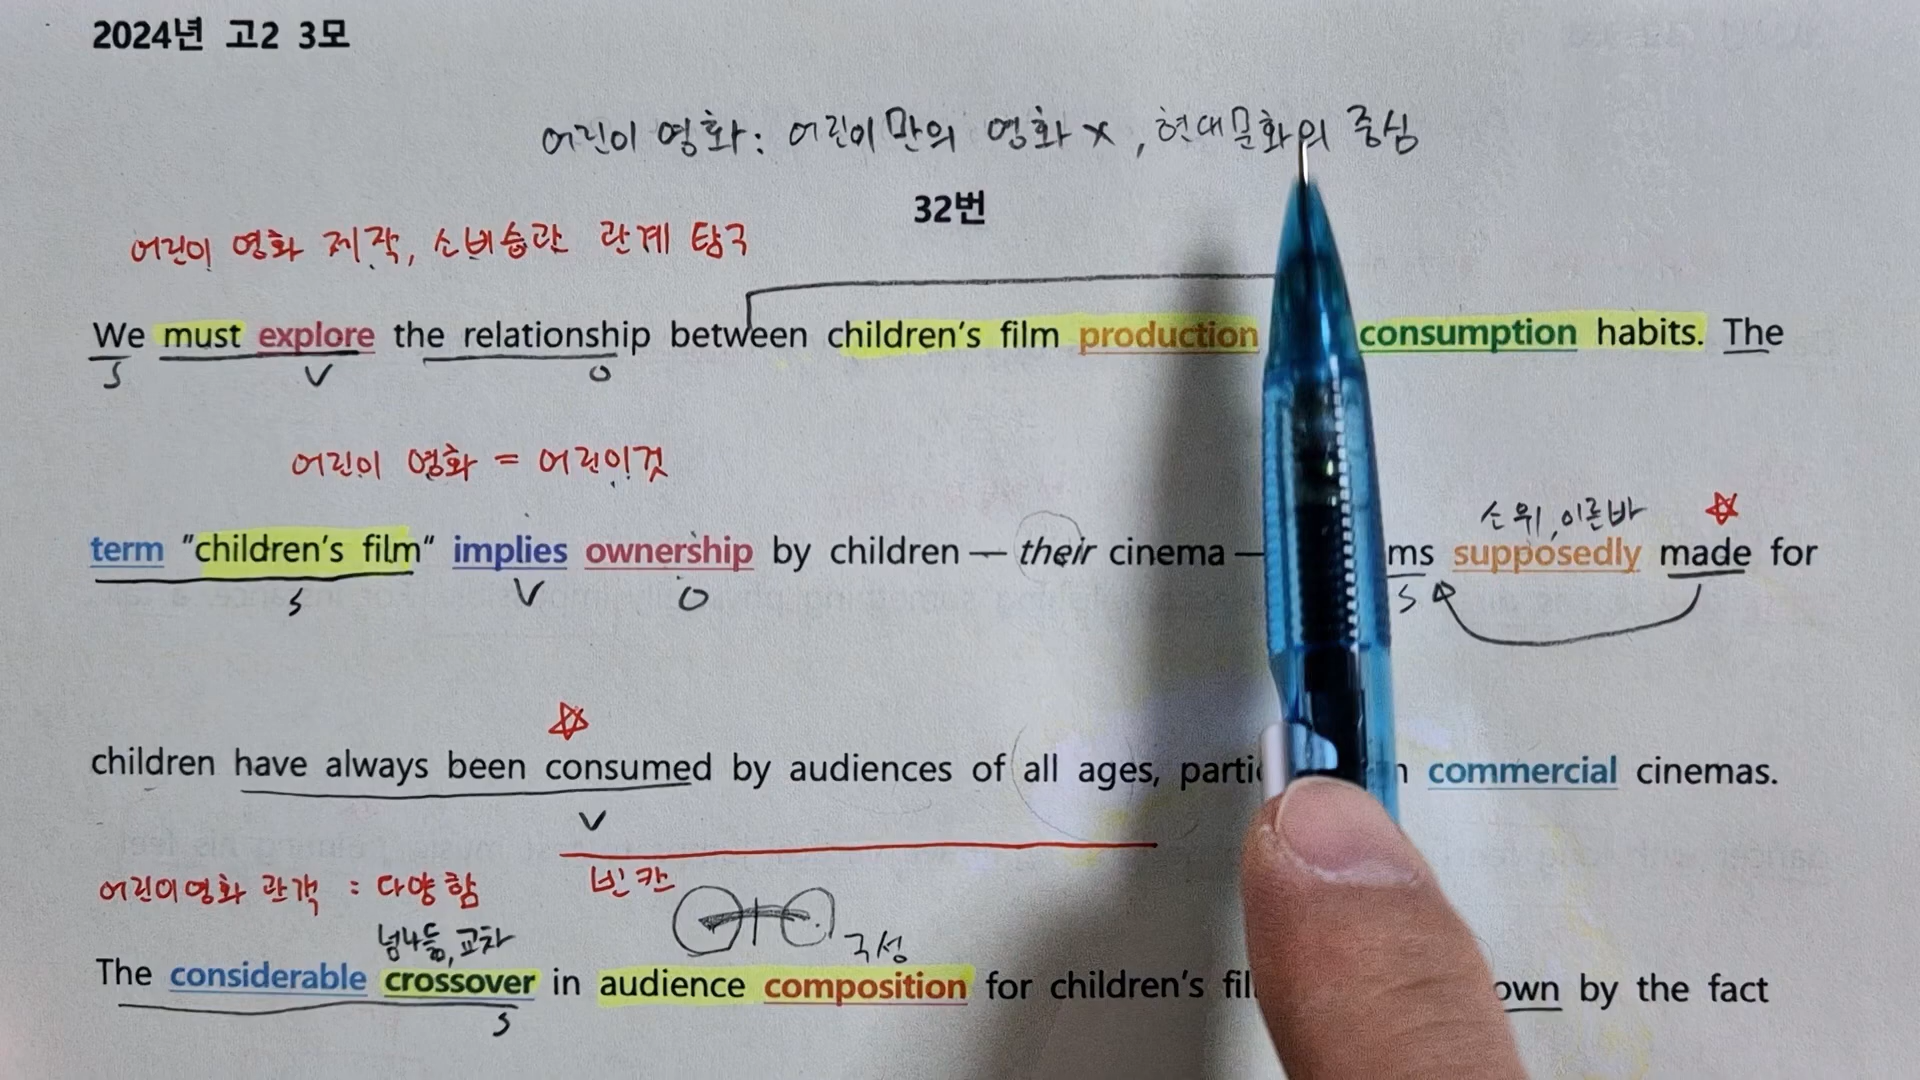 2024년 고2 3모
어린이 영화: 어린이만의 영화 x, 현대문화의 중심
32번
어린이 영화 제작, 소비습관 관계 탐구
We must explore the relationship between children's film production consumption habits. The
S V O
어린이 영화 = 어린이것
소위, 이른바
term "children's film" implies ownership by children — their cinema — ms supposedly made for
S V O S
children have always been consumed by audiences of all ages, commercial cinemas.
V
빈칸
어린이영화 관객 : 다양함
넘나듦, 교차
구성
The considerable crossover in audience composition for children's own by the fact
S